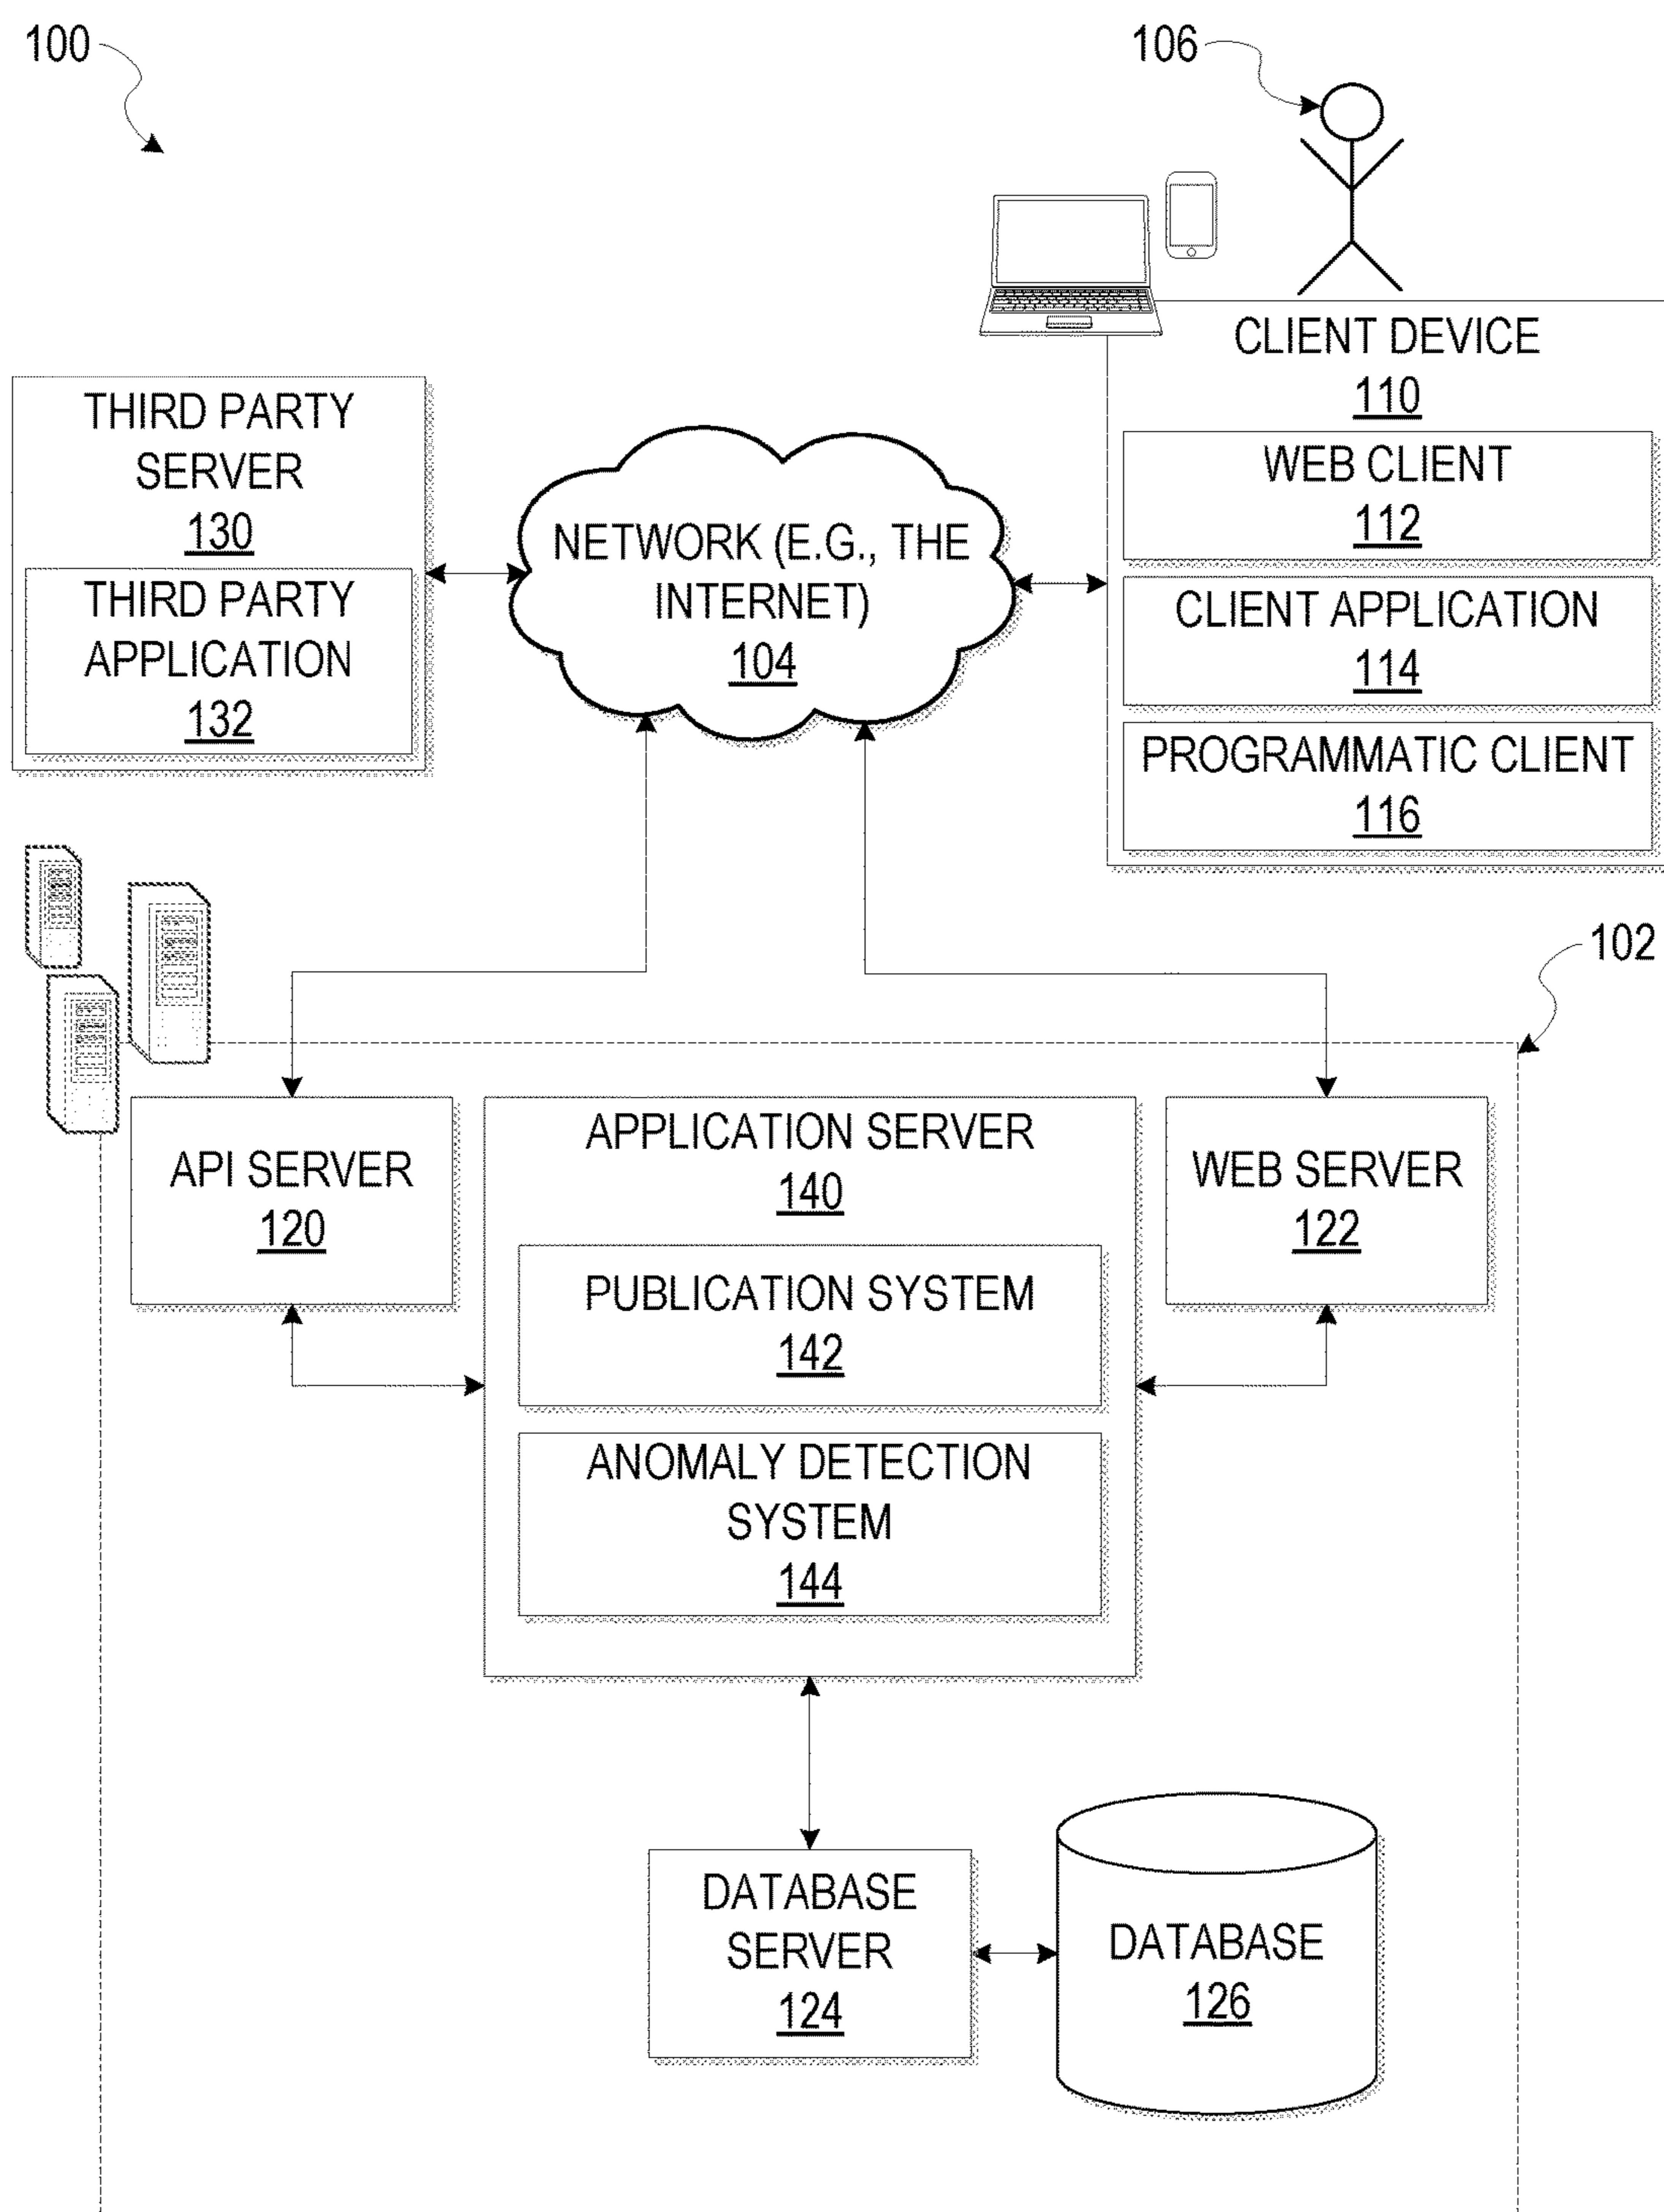 100
106
CLIENT DEVICE
110
WEB CLIENT
112
CLIENT APPLICATION
114
PROGRAMMATIC CLIENT
116
THIRD PARTY
SERVER
130
THIRD PARTY
APPLICATION
132
NETWORK (E.G., THE
INTERNET)
104
102
API SERVER
120
APPLICATION SERVER
140
PUBLICATION SYSTEM
142
ANOMALY DETECTION
SYSTEM
144
WEB SERVER
122
DATABASE
SERVER
124
DATABASE
126